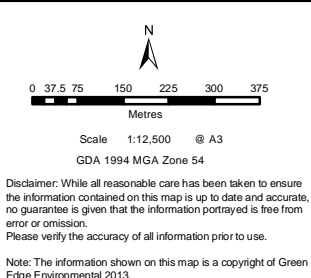 N
0 37.5 75 150 225 300 375
Metres
Scale 1:12,500 @ A3
GDA 1994 MGA Zone 54
Disclaimer: While all reasonable care has been taken to ensure
the information contained on this map is up to date and accurate,
no guarantee is given that the information portrayed is free from
error or omission.
Please verify the accuracy of all information prior to use.
Note: The information shown on this map is a copyright of Green
Edge Environmental 2013